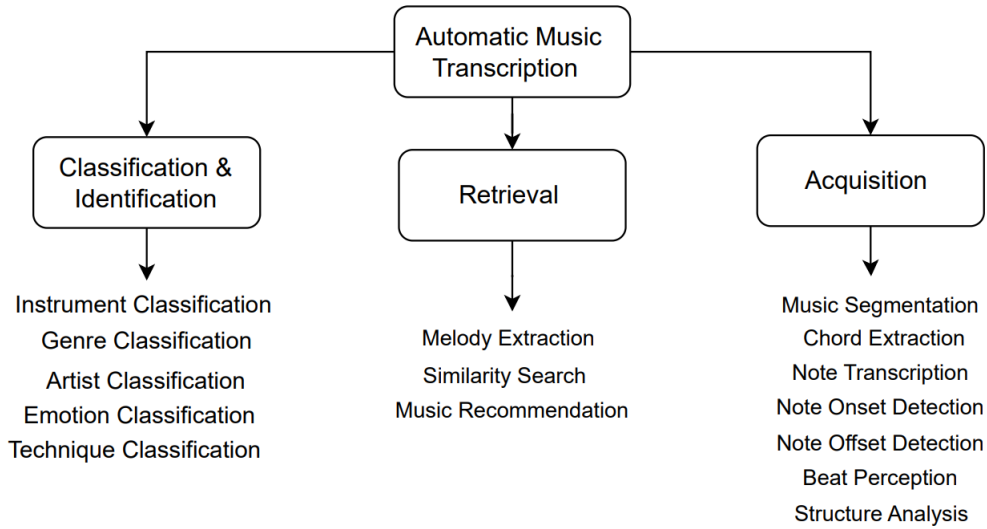 Automatic Music
Transcription
Classification &
Identification
Retrieval
Acquisition
Instrument Classification
Genre Classification
Artist Classification
Emotion Classification
Technique Classification
Melody Extraction
Similarity Search
Music Recommendation
Music Segmentation
Chord Extraction
Note Transcription
Note Onset Detection
Note Offset Detection
Beat Perception
Structure Analysis